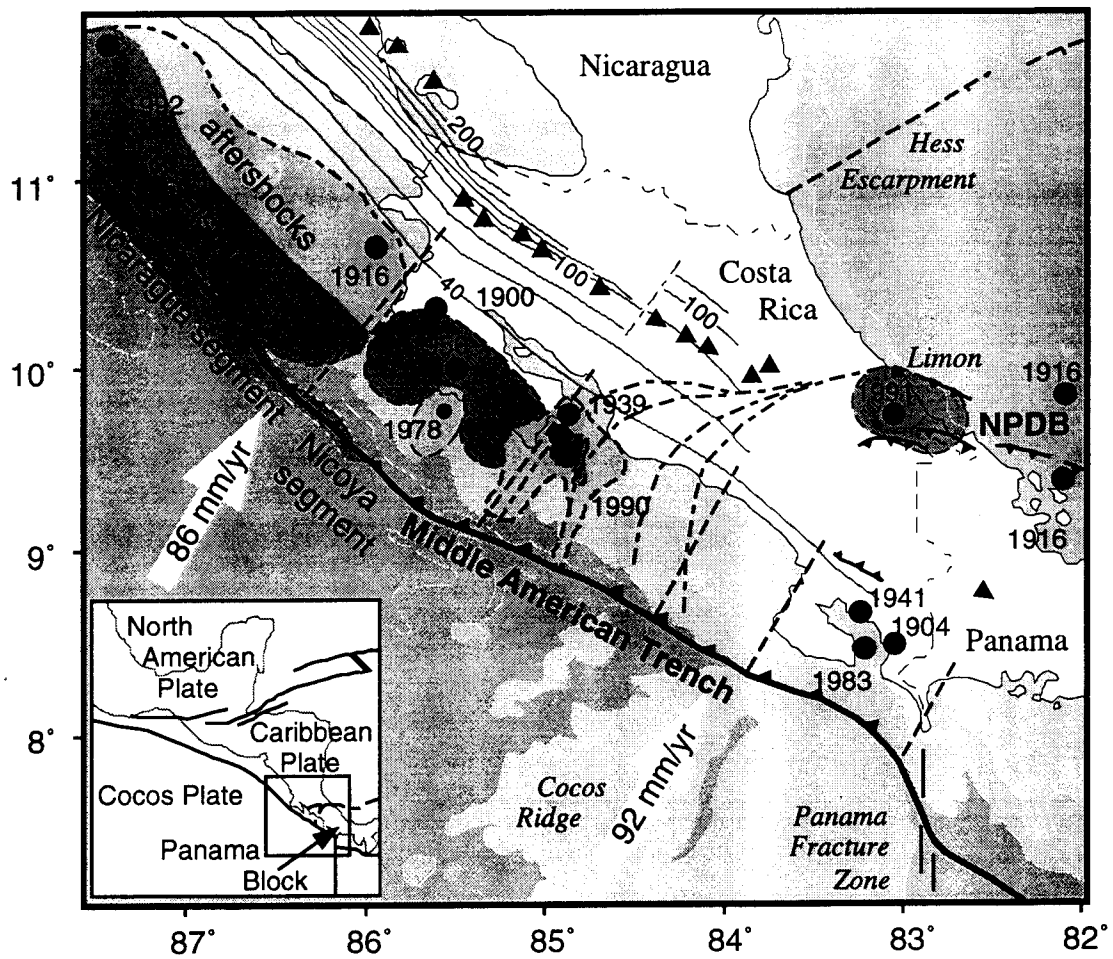 Nicaragua
200
Hess
Escarpment
aftershocks
11°
1916
40
1900
100
Costa
Rica
100
Nicaragua segment
10°
Limon
1916
1939
991
NPDB
1978
Nicoya
segment
1990
1916
86 mm/yr
9°
Middle American Trench
1941
1904
Panama
1983
North
American
Plate
8°
Caribbean
Plate
Cocos Plate
Cocos
Ridge
92 mm/yr
Panama
Fracture
Zone
Panama
Block
87°
86°
85°
84°
83°
82°